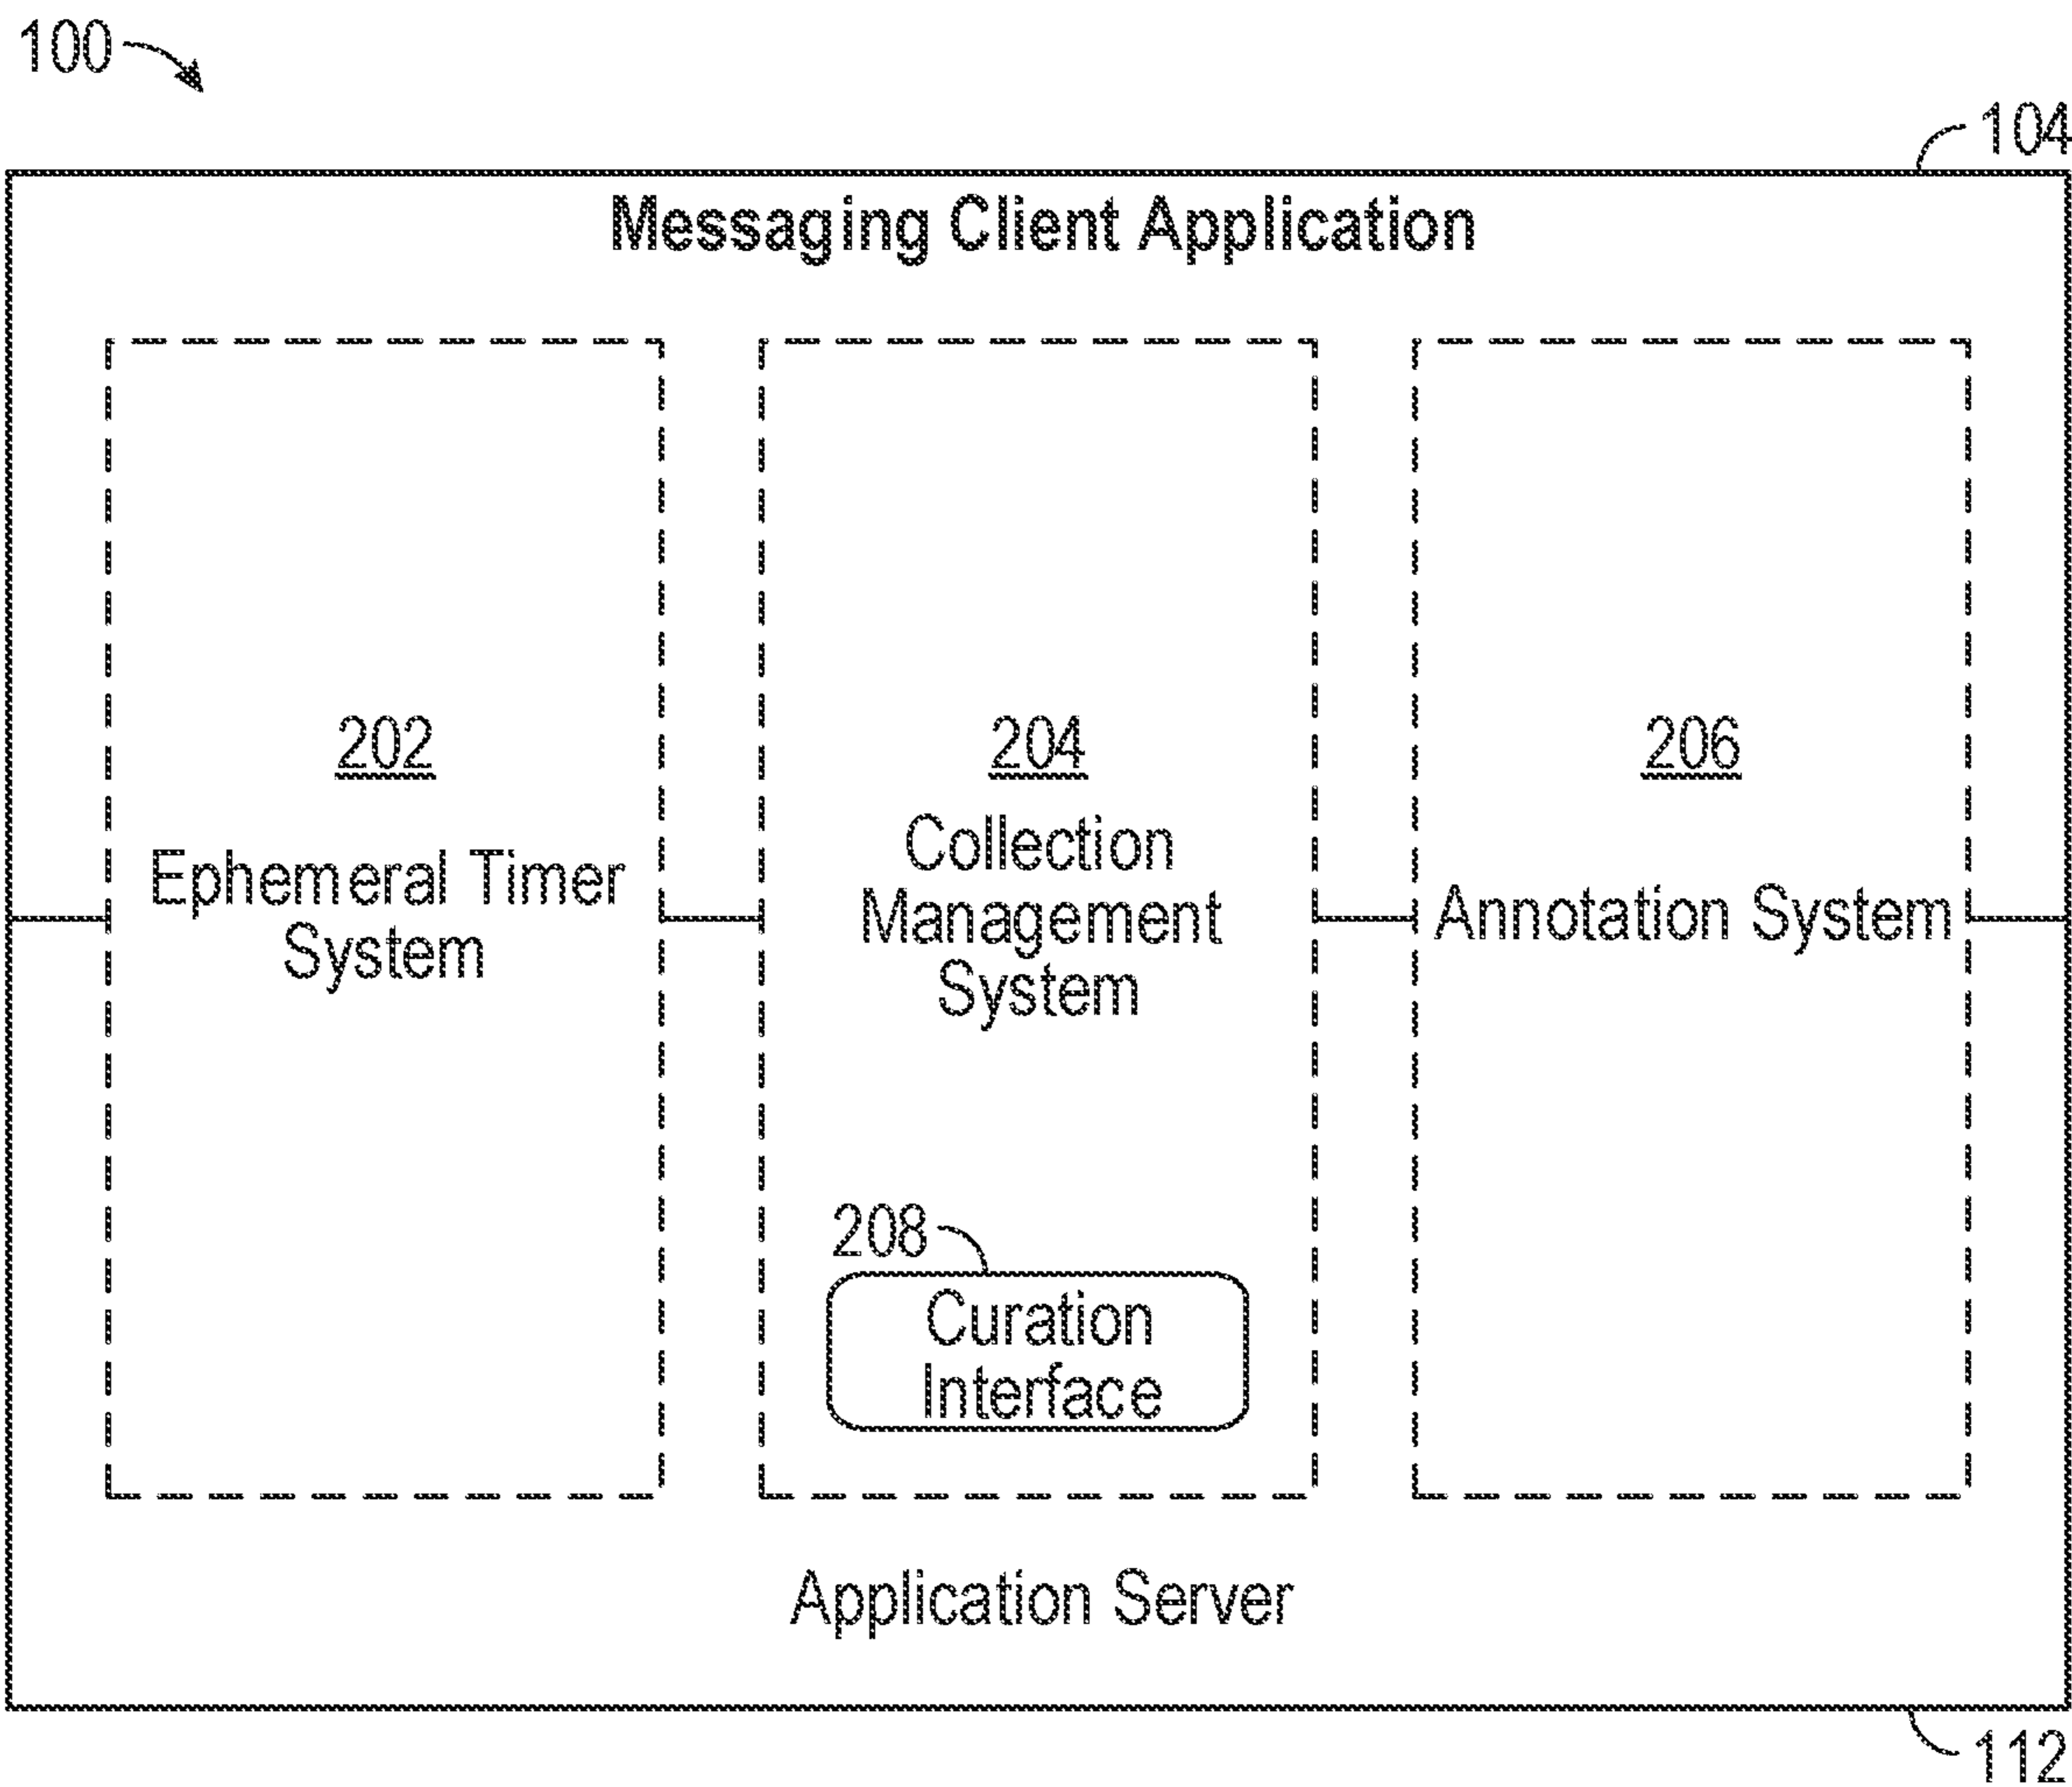 100
104
Messaging Client Application
202
Ephemeral Timer
System
204
Collection
Management
System
206
Annotation System
208
Curation
Interface
Application Server
112